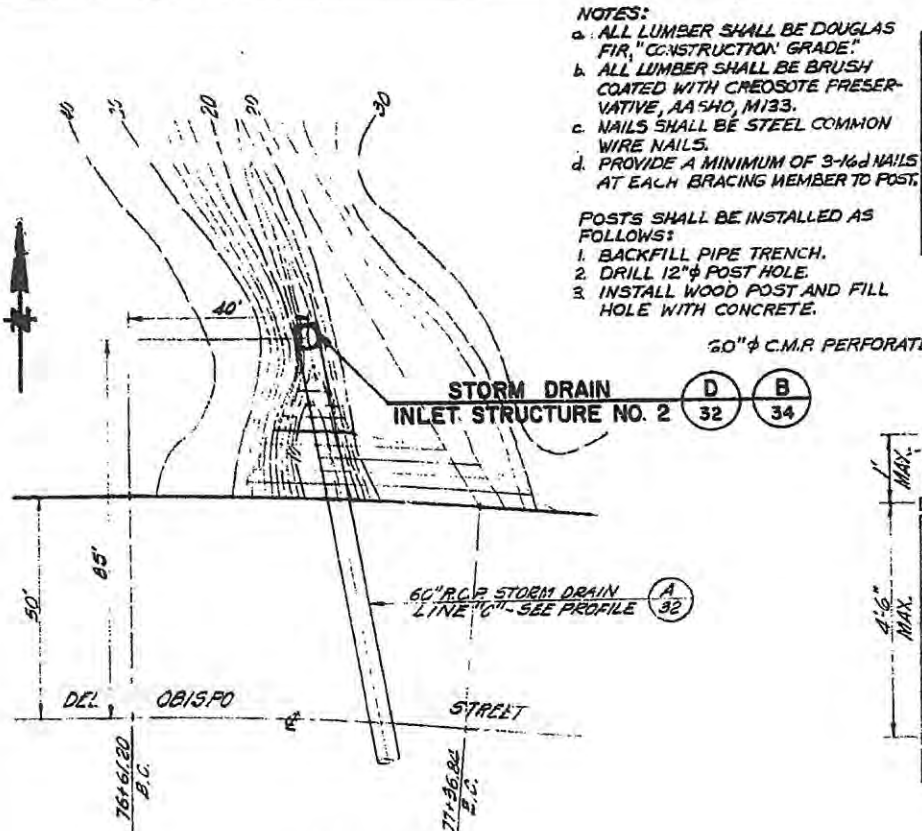 NOTES:
a. ALL LUMBER SHALL BE DOUGLAS
FIR, "CONSTRUCTION GRADE."
b. ALL LUMBER SHALL BE BRUSH
COATED WITH CREOSOTE PRESER-
VATIVE, AASHO, M133.
c. NAILS SHALL BE STEEL COMMON
WIRE NAILS.
d. PROVIDE A MINIMUM OF 3-16d NAILS
AT EACH BRACING MEMBER TO POST.
POSTS SHALL BE INSTALLED AS
FOLLOWS:
1. BACKFILL PIPE TRENCH.
2. DRILL 12"φ POST HOLE.
3. INSTALL WOOD POST AND FILL
HOLE WITH CONCRETE.
60"φ C.M.P. PERFORATE
40
20
20
30
N
40'
STORM DRAIN
INLET STRUCTURE NO. 2
D
32
B
34
1'
MAX.
50'
85'
60" R.C.P. STORM DRAIN
LINE "C" - SEE PROFILE
A
32
4'-6"
MAX.
DEL OBISPO STREET
76+61.20
B.C.
77+36.84